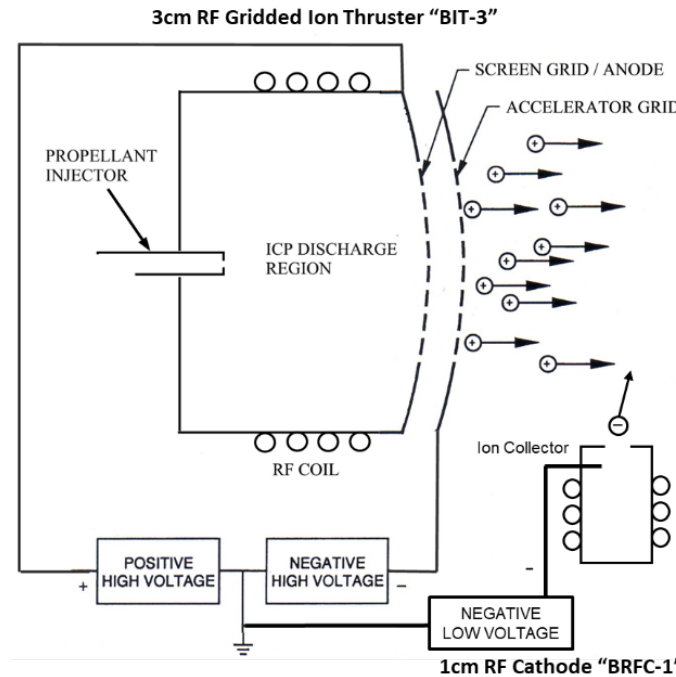 3cm RF Gridded Ion Thruster “BIT-3”
SCREEN GRID / ANODE
ACCELERATOR GRID
PROPELLANT
INJECTOR
ICP DISCHARGE
REGION
RF COIL
Ion Collector
POSITIVE
HIGH VOLTAGE
NEGATIVE
HIGH VOLTAGE
+
-
-
NEGATIVE
LOW VOLTAGE
1cm RF Cathode “BRFC-1”